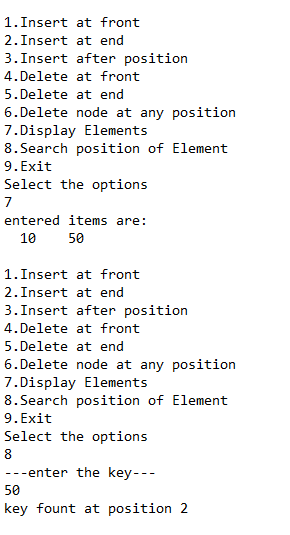 1.Insert at front
2.Insert at end
3.Insert after position
4.Delete at front
5.Delete at end
6.Delete node at any position
7.Display Elements
8.Search position of Element
9.Exit
Select the options
7
entered items are:
  10    50
1.Insert at front
2.Insert at end
3.Insert after position
4.Delete at front
5.Delete at end
6.Delete node at any position
7.Display Elements
8.Search position of Element
9.Exit
Select the options
8
---enter the key---
50
key fount at position 2